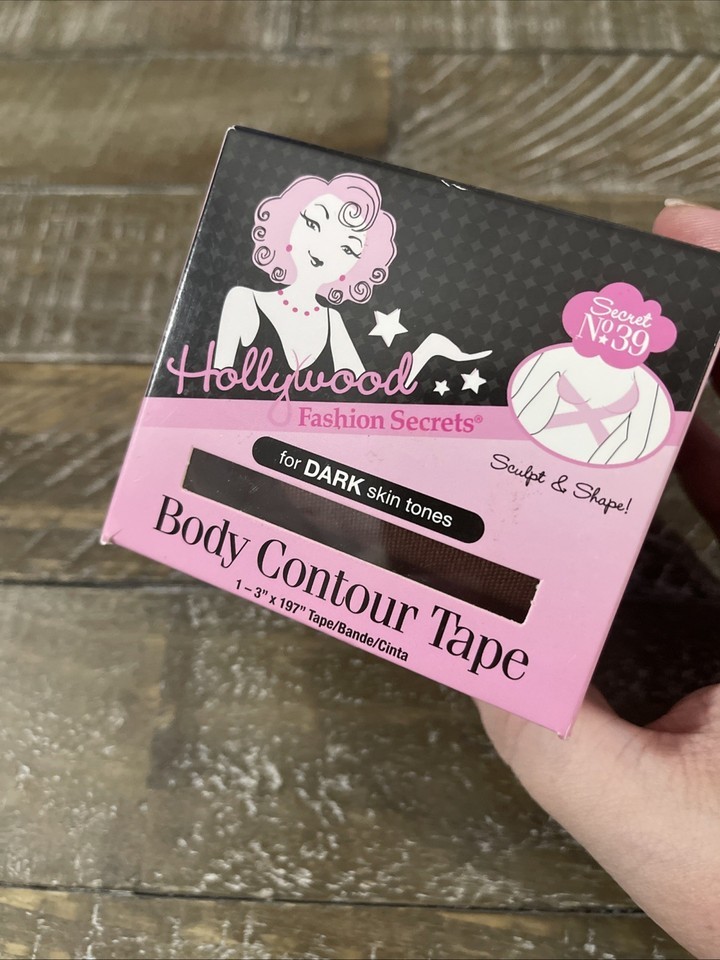 Secret
Nº39
Hollywood
Fashion Secrets®
Sculpt & Shape!
for DARK skin tones
Body Contour Tape
1 – 3" x 197" Tape/Bande/Cinta